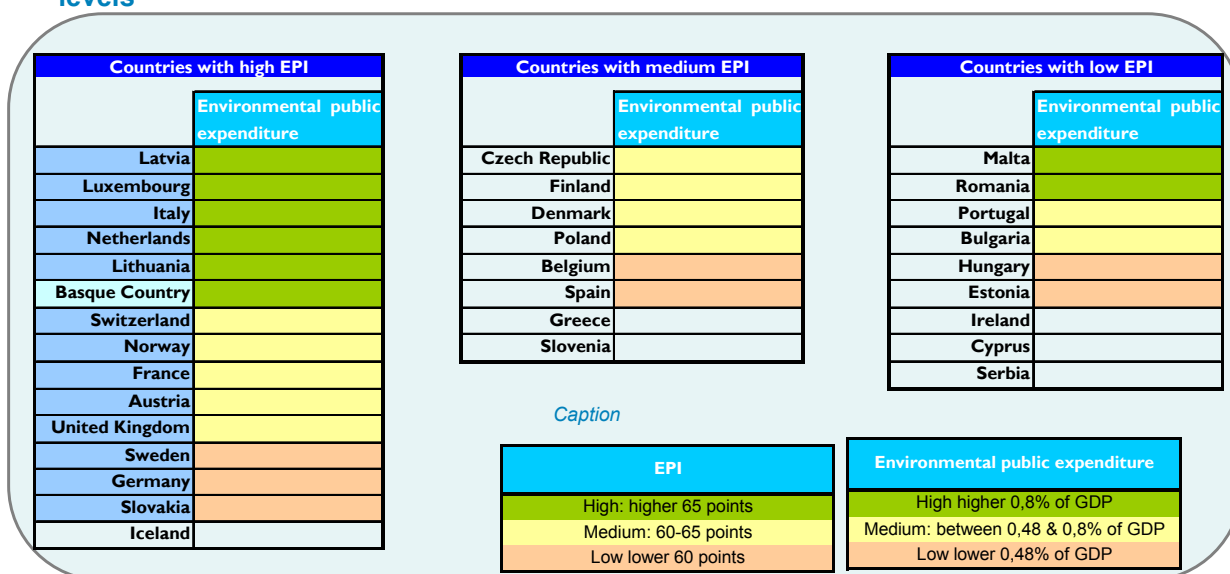 levels
Countries with high EPI
Environmental public
expenditure
Latvia
Luxembourg
Italy
Netherlands
Lithuania
Basque Country
Switzerland
Norway
France
Austria
United Kingdom
Sweden
Germany
Slovakia
Iceland
Countries with medium EPI
Environmental public
expenditure
Czech Republic
Finland
Denmark
Poland
Belgium
Spain
Greece
Slovenia
Countries with low EPI
Environmental public
expenditure
Malta
Romania
Portugal
Bulgaria
Hungary
Estonia
Ireland
Cyprus
Serbia
Caption
EPI
High: higher 65 points
Medium: 60-65 points
Low lower 60 points
Environmental public expenditure
High higher 0,8% of GDP
Medium: between 0,48 & 0,8% of GDP
Low lower 0,48% of GDP